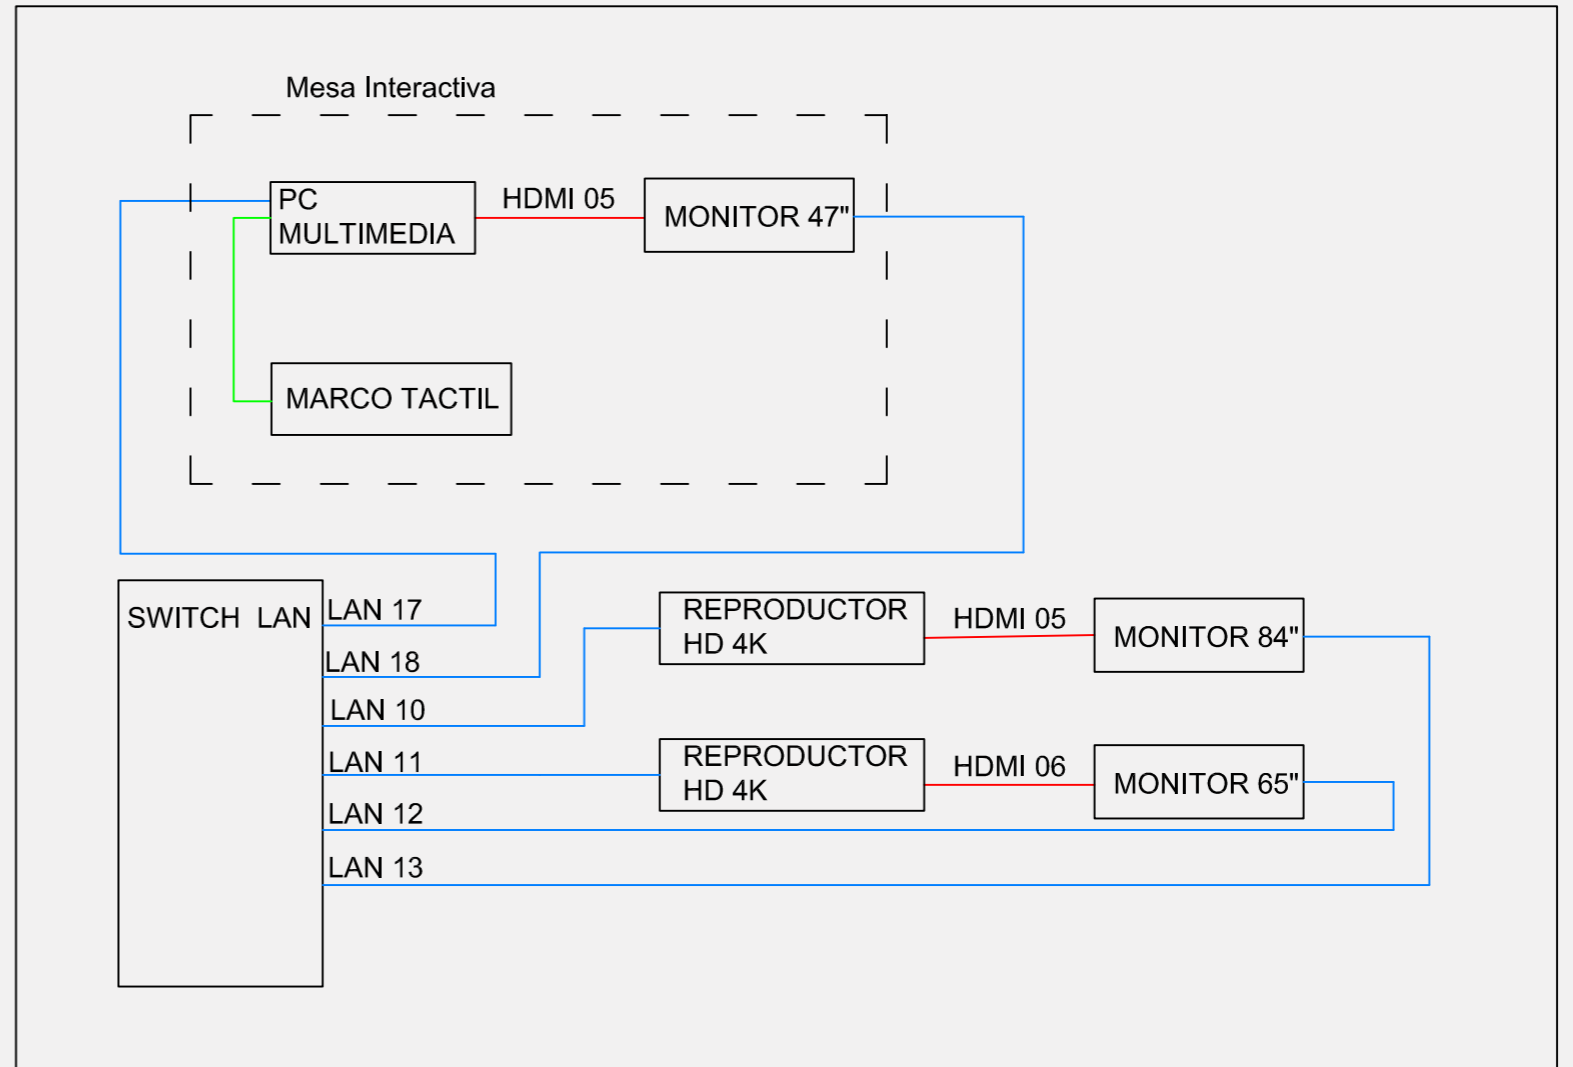 Mesa Interactiva
PC
MULTIMEDIA
HDMI 05
MONITOR 47"
MARCO TACTIL
SWITCH LAN
LAN 17
LAN 18
LAN 10
LAN 11
LAN 12
LAN 13
REPRODUCTOR
HD 4K
HDMI 05
MONITOR 84"
REPRODUCTOR
HD 4K
HDMI 06
MONITOR 65"